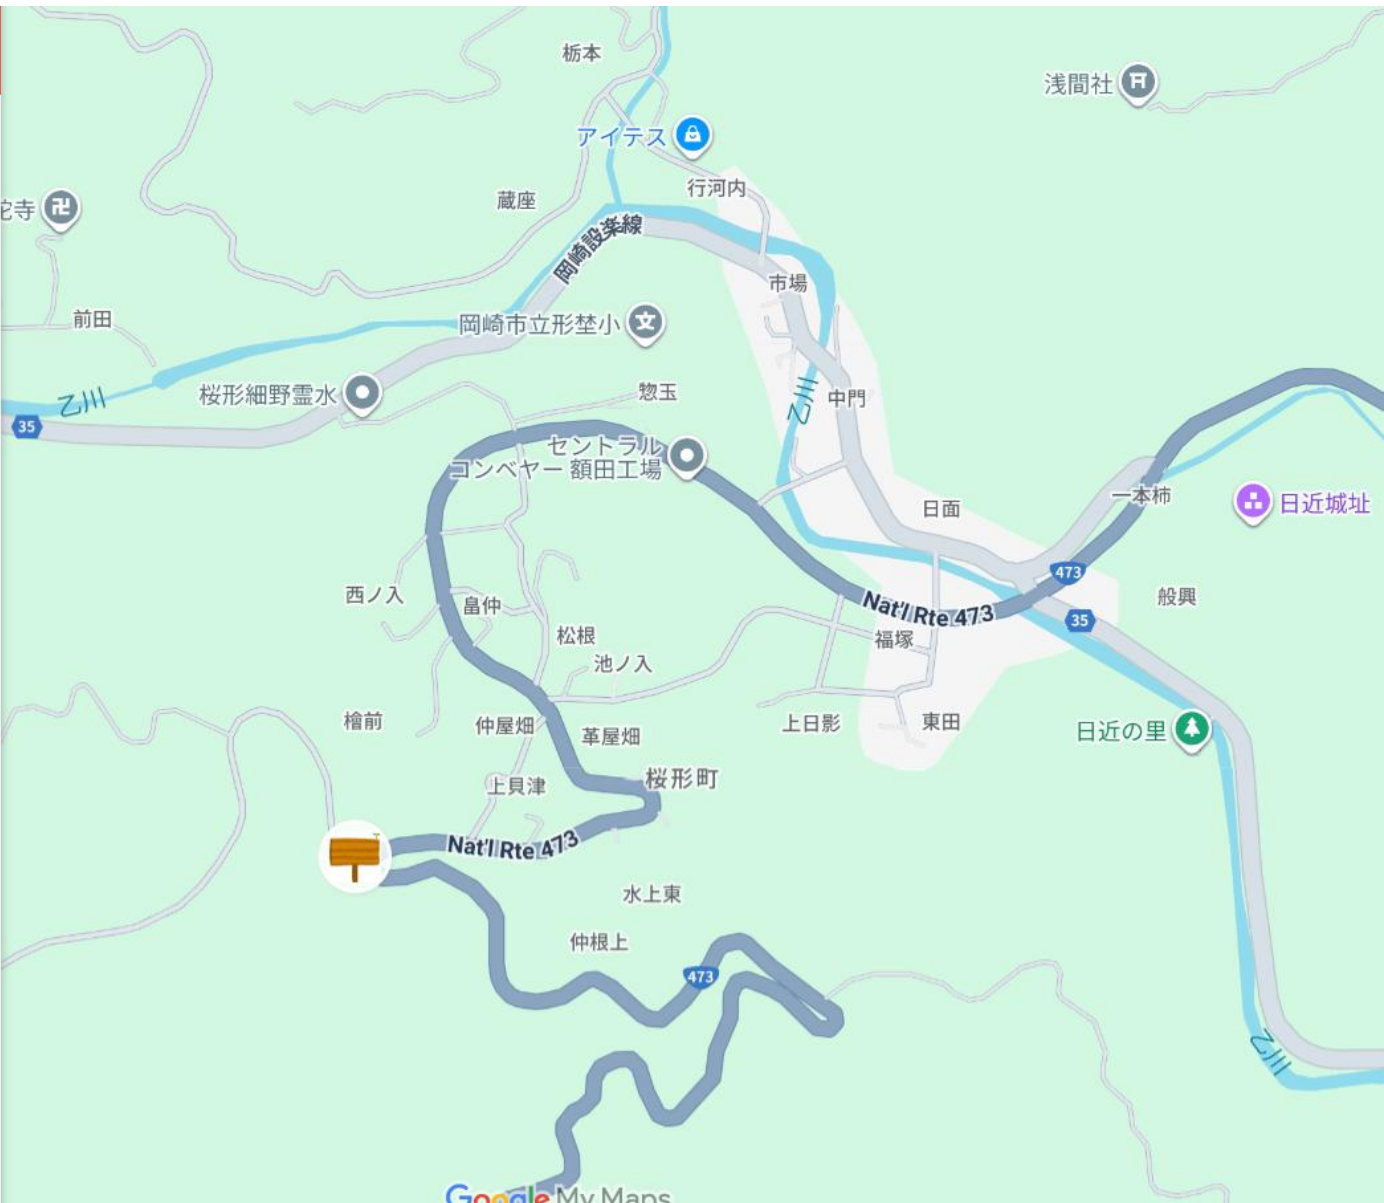 栃本
浅間社
アイテス
行河内
蔵座
岡崎設楽線
市場
前田
岡崎市立形埜小
桜形細野霊水
乙川
惣玉
乙川
中門
35
セントラル
コンベヤー 額田工場
一本柿
日面
日近城址
473
西ノ入
畠仲
般興
Nat'l Rte 473
35
松根
福塚
池ノ入
檜前
仲屋畑
革屋畑
上日影
東田
日近の里
上貝津
桜形町
Nat'l Rte 473
水上東
仲根上
473
乙川
Google My Maps